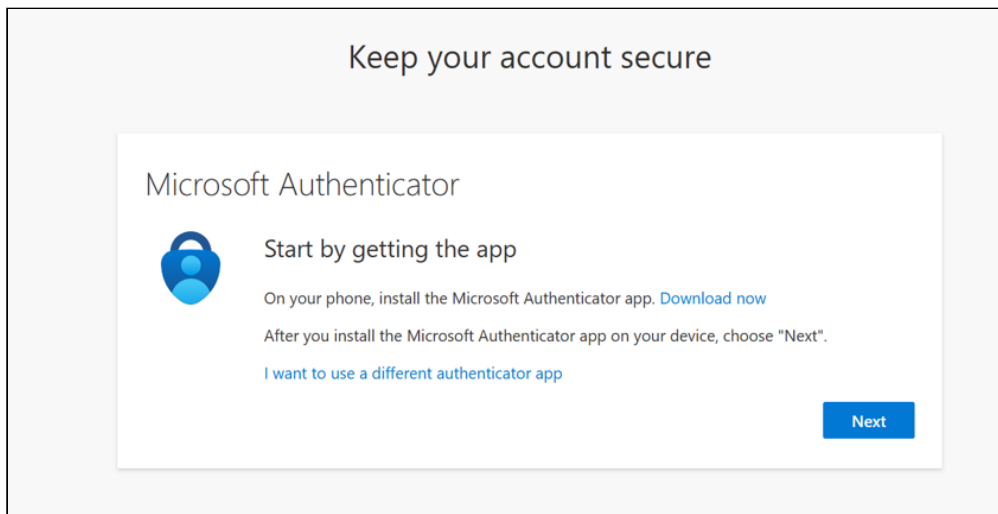 Keep your account secure
Microsoft Authenticator
Start by getting the app
On your phone, install the Microsoft Authenticator app. Download now
After you install the Microsoft Authenticator app on your device, choose "Next".
I want to use a different authenticator app
Next